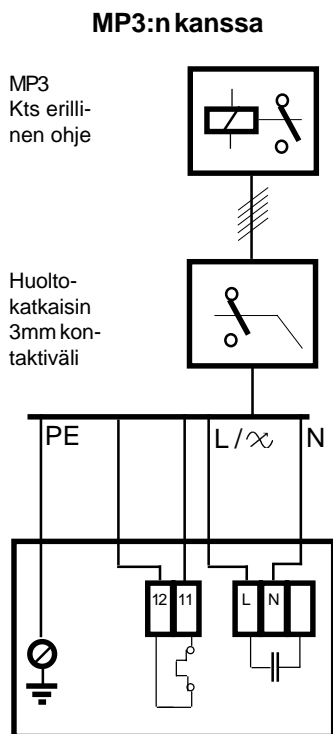 MP3:n kanssa
MP3
Kts erilli-
nen ohje
Huolto-
katkaisin
3mm kon-
taktiväli
PE L / N
12 11 L N